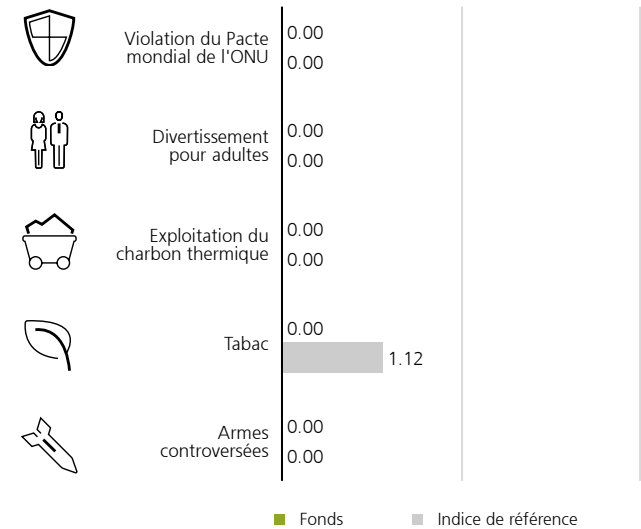 Violation du Pacte
mondial de l'ONU
0.00
0.00
Divertissement
pour adultes
0.00
0.00
Exploitation du
charbon thermique
0.00
0.00
Tabac
0.00
1.12
Armes
controversées
0.00
0.00
Fonds
Indice de référence